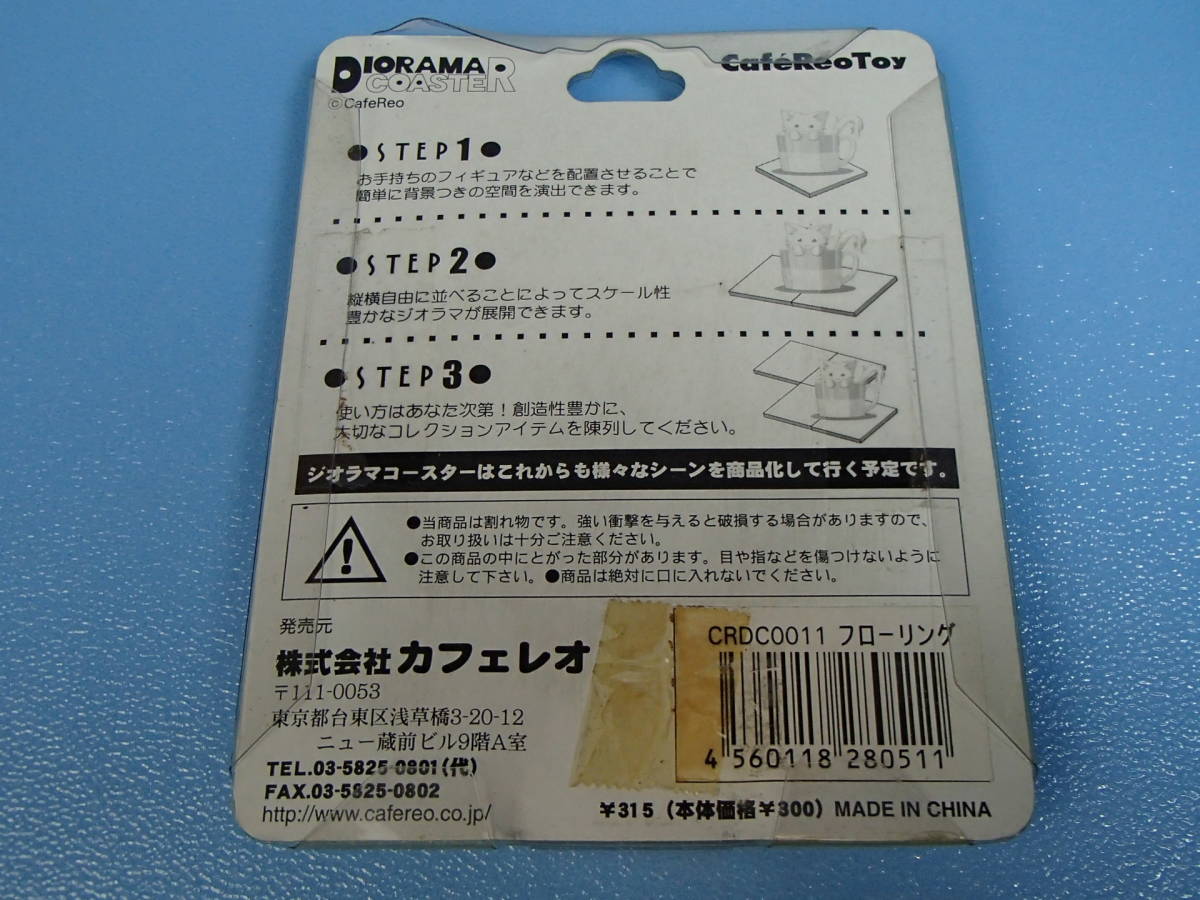 DIORAMA COASTER
©CafeReo
CaféReoToy
●STEP1●
お手持ちのフィギュアなどを配置させることで
簡単に背景つきの空間を演出できます。
●STEP2●
縦横自由に並べることによってスケール性
豊かなジオラマが展開できます。
●STEP3●
使い方はあなた次第！創造性豊かに、
大切なコレクションアイテムを陳列してください。
ジオラマコースターはこれからも様々なシーンを商品化して行く予定です。
●当商品は割れ物です。強い衝撃を与えると破損する場合がありますので、
お取り扱いは十分ご注意ください。
●この商品の中にとがった部分があります。目や指などを傷つけないように
注意して下さい。●商品は絶対に口に入れないでください。
発売元
株式会社 カフェレオ
〒111-0053
東京都台東区浅草橋3-20-12
ニュー蔵前ビル9階A室
TEL.03-5825-0801(代)
FAX.03-5825-0802
http://www.cafereo.co.jp/
CRDC0011 フローリング
4 560118 280511
¥315（本体価格¥300）MADE IN CHINA